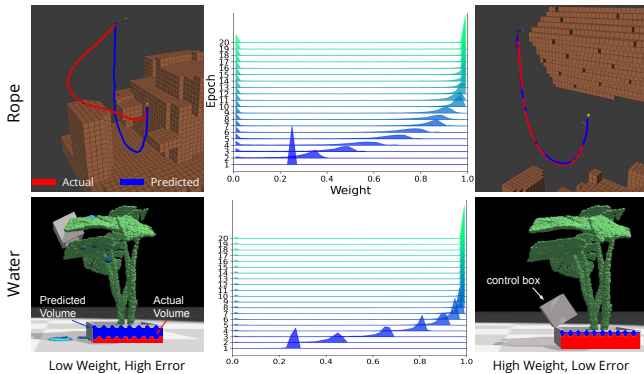 Rope
Actual
Predicted
Epoch
20
19
18
17
16
15
14
13
12
11
10
9
8
7
6
5
4
3
2
1
0.0 0.2 0.4 0.6 0.8 1.0
Weight
Water
Predicted
Volume
Actual
Volume
20
19
18
17
16
15
14
13
12
11
10
9
8
7
6
5
4
3
2
1
0.0 0.2 0.4 0.6 0.8 1.0
control box
Low Weight, High Error
High Weight, Low Error